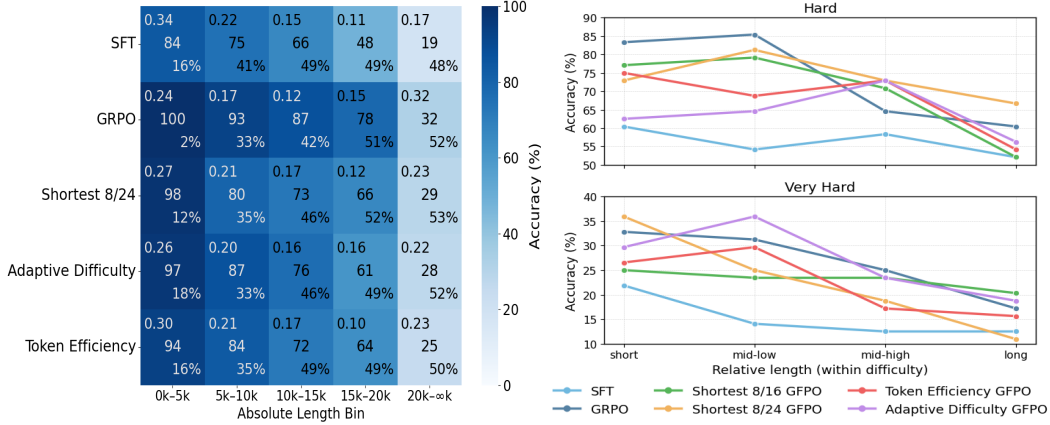 SFT
0.34 0.22 0.15 0.11 0.17
84 75 66 48 19
16% 41% 49% 49% 48%
GRPO
0.24 0.17 0.12 0.15 0.32
100 93 87 78 32
2% 33% 42% 51% 52%
Shortest 8/24
0.27 0.21 0.17 0.12 0.23
98 80 73 66 29
12% 35% 46% 52% 53%
Adaptive Difficulty
0.26 0.20 0.16 0.16 0.22
97 87 76 61 28
18% 33% 46% 49% 52%
Token Efficiency
0.30 0.21 0.17 0.10 0.23
94 84 72 64 25
16% 35% 49% 49% 50%
0k–5k 5k–10k 10k–15k 15k–20k 20k–∞k
Absolute Length Bin
100
80
60
40
20
0
Accuracy (%)
Hard
90
85
80
75
70
65
60
55
50
Accuracy (%)
Very Hard
40
35
30
25
20
15
10
Accuracy (%)
short mid-low mid-high long
Relative length (within difficulty)
SFT Shortest 8/16 GFPO Token Efficiency GFPO
GRPO Shortest 8/24 GFPO Adaptive Difficulty GFPO